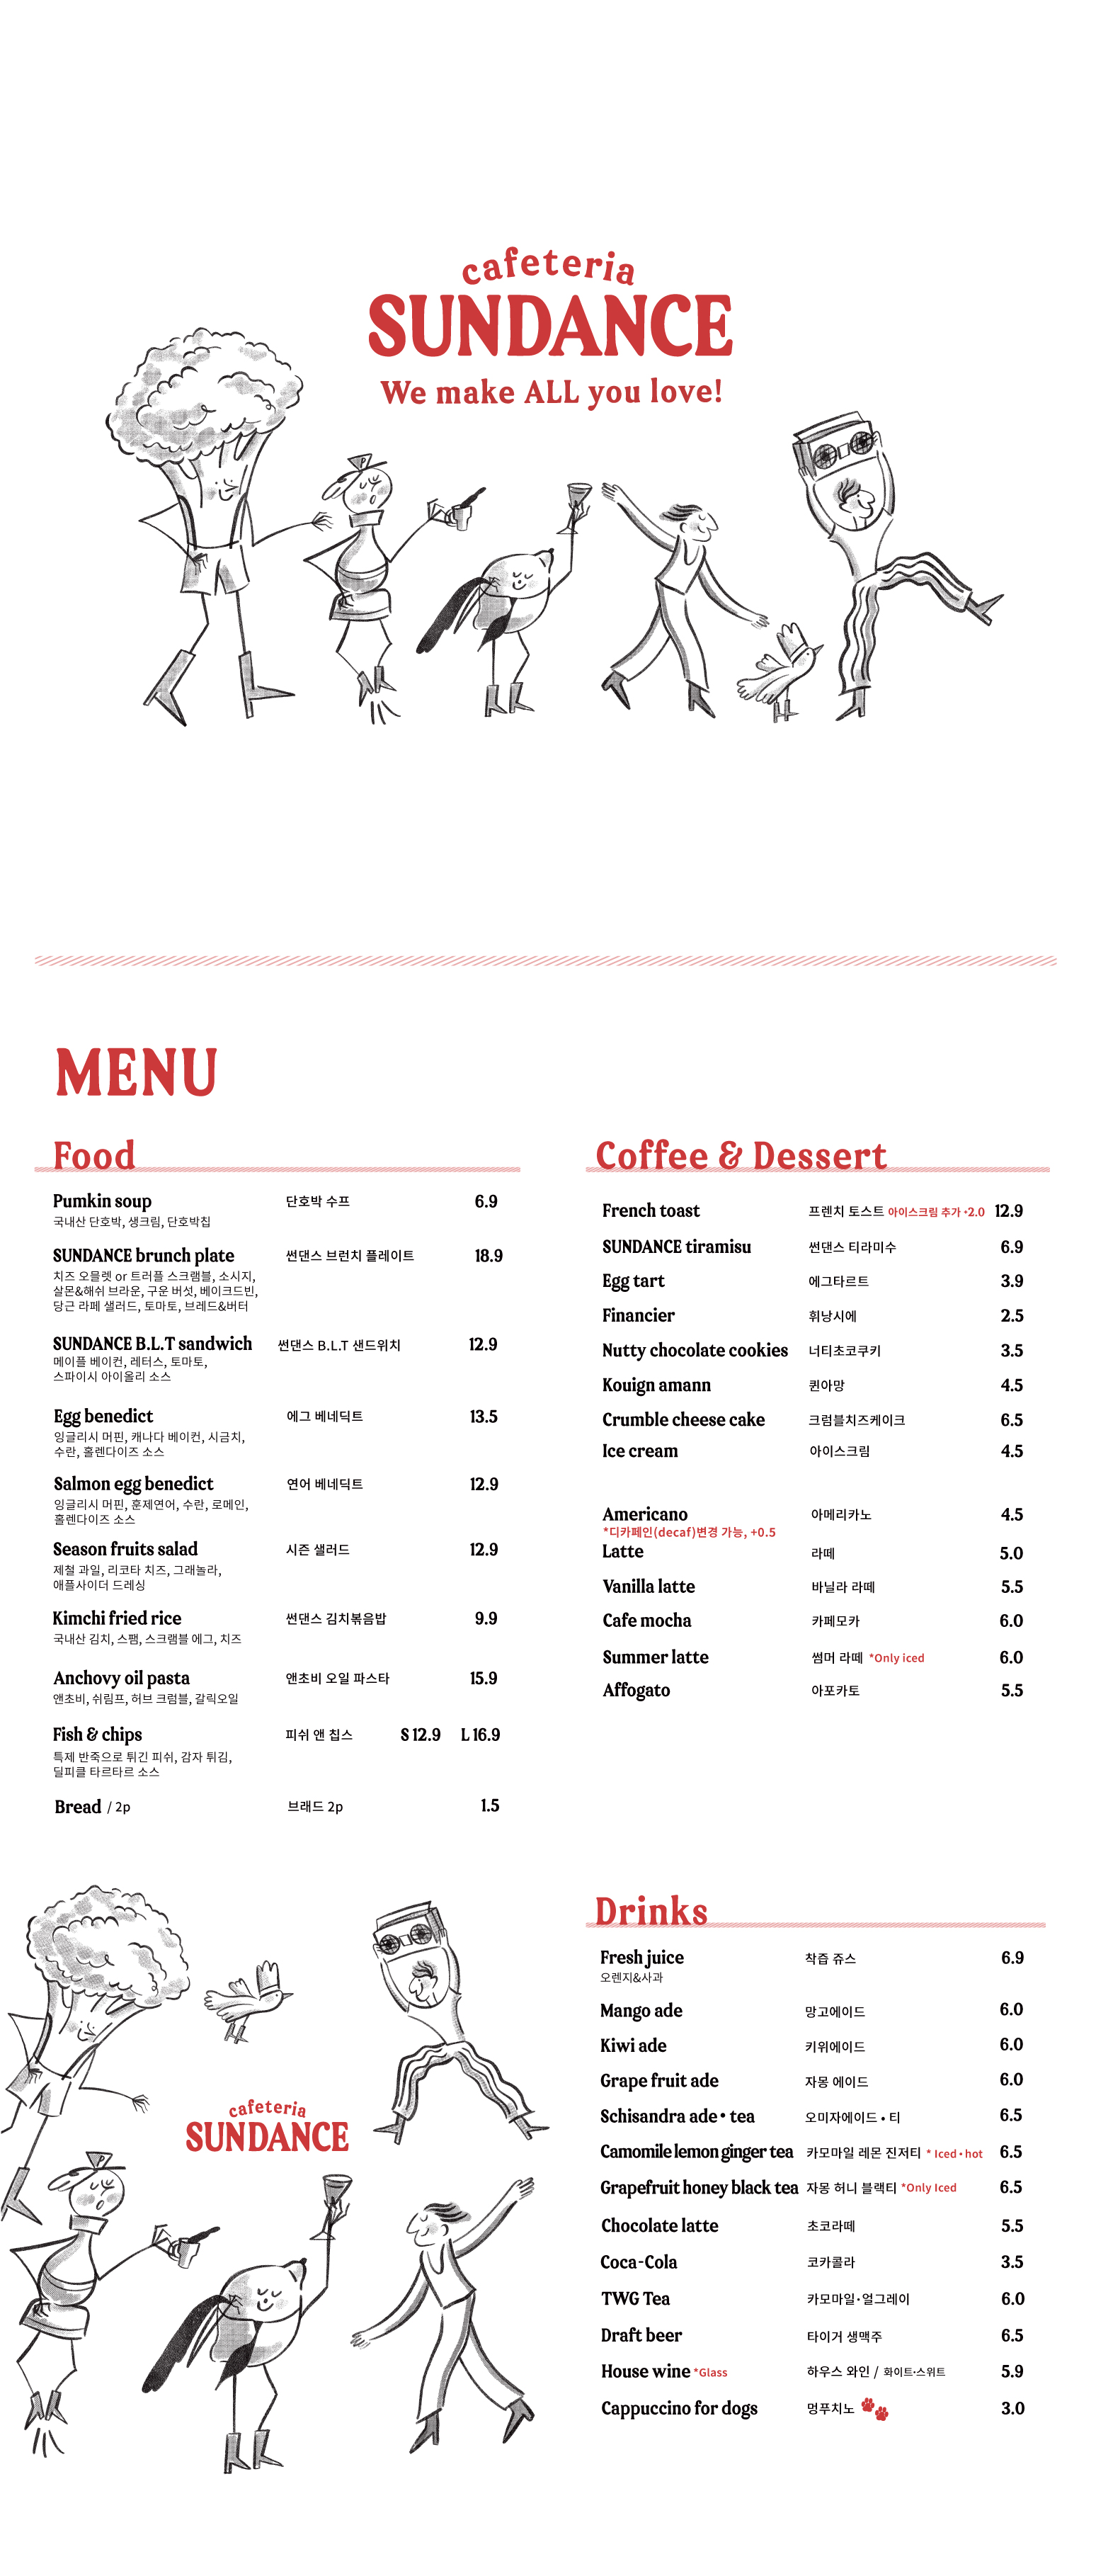 cafeteria
SUNDANCE
We make ALL you love!
P
MENU
Food
Pumkin soup 단호박 수프 6.9
국내산 단호박, 생크림, 단호박칩
SUNDANCE brunch plate 썬댄스 브런치 플레이트 18.9
치즈 오믈렛 or 트러플 스크램블, 소시지,
살몬&해쉬 브라운, 구운 버섯, 베이크드빈,
당근 라페 샐러드, 토마토, 브레드&버터
SUNDANCE B.L.T sandwich 썬댄스 B.L.T 샌드위치 12.9
메이플 베이컨, 레터스, 토마토,
스파이시 아이올리 소스
Egg benedict 에그 베네딕트 13.5
잉글리시 머핀, 캐나다 베이컨, 시금치,
수란, 홀렌다이즈 소스
Salmon egg benedict 연어 베네딕트 12.9
잉글리시 머핀, 훈제연어, 수란, 로메인,
홀렌다이즈 소스
Season fruits salad 시즌 샐러드 12.9
제철 과일, 리코타 치즈, 그래놀라,
애플사이더 드레싱
Kimchi fried rice 썬댄스 김치볶음밥 9.9
국내산 김치, 스팸, 스크램블 에그, 치즈
Anchovy oil pasta 앤초비 오일 파스타 15.9
앤초비, 쉬림프, 허브 크럼블, 갈릭오일
Fish & chips 피쉬 앤 칩스 S 12.9 L 16.9
특제 반죽으로 튀긴 피쉬, 감자 튀김,
딜피클 타르타르 소스
Bread / 2p 브래드 2p 1.5
Coffee & Dessert
French toast 프렌치 토스트 아이스크림 추가 +2.0 12.9
SUNDANCE tiramisu 썬댄스 티라미수 6.9
Egg tart 에그타르트 3.9
Financier 휘낭시에 2.5
Nutty chocolate cookies 너티초코쿠키 3.5
Kouign amann 퀸아망 4.5
Crumble cheese cake 크럼블치즈케이크 6.5
Ice cream 아이스크림 4.5
Americano 아메리카노 4.5
*디카페인(decaf)변경 가능, +0.5
Latte 라떼 5.0
Vanilla latte 바닐라 라떼 5.5
Cafe mocha 카페모카 6.0
Summer latte 썸머 라떼 *Only iced 6.0
Affogato 아포카토 5.5
Drinks
Fresh juice 착즙 쥬스 6.9
오렌지&사과
Mango ade 망고에이드 6.0
Kiwi ade 키위에이드 6.0
Grape fruit ade 자몽 에이드 6.0
Schisandra ade • tea 오미자에이드 • 티 6.5
Camomile lemon ginger tea 카모마일 레몬 진저티 * Iced • hot 6.5
Grapefruit honey black tea 자몽 허니 블랙티 *Only Iced 6.5
Chocolate latte 초코라떼 5.5
Coca-Cola 코카콜라 3.5
TWG Tea 카모마일·얼그레이 6.0
Draft beer 타이거 생맥주 6.5
House wine *Glass 하우스 와인 / 화이트·스위트 5.9
Cappuccino for dogs 멍푸치노 3.0
cafeteria
SUNDANCE
P